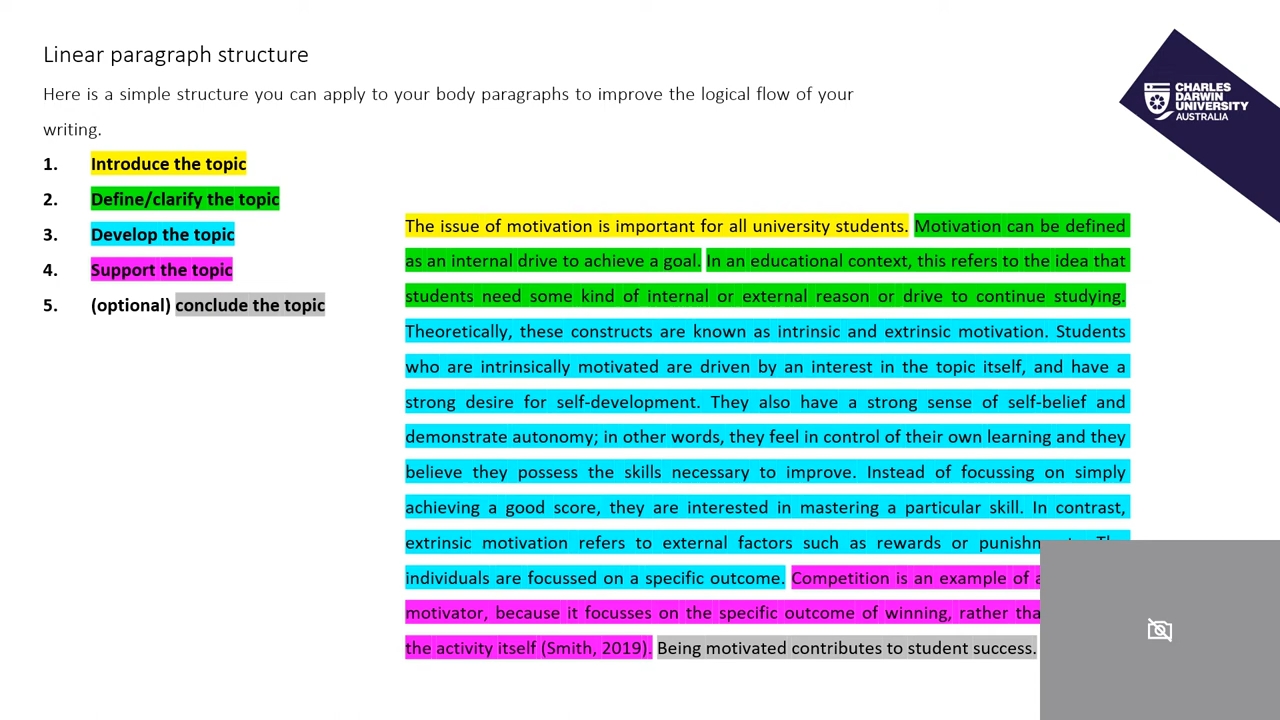 Linear paragraph structure
Here is a simple structure you can apply to your body paragraphs to improve the logical flow of your
writing.
1. Introduce the topic
2. Define/clarify the topic
3. Develop the topic
4. Support the topic
5. (optional) conclude the topic
CHARLES
DARWIN
UNIVERSITY
AUSTRALIA
The issue of motivation is important for all university students. Motivation can be defined
as an internal drive to achieve a goal. In an educational context, this refers to the idea that
students need some kind of internal or external reason or drive to continue studying.
Theoretically, these constructs are known as intrinsic and extrinsic motivation. Students
who are intrinsically motivated are driven by an interest in the topic itself, and have a
strong desire for self-development. They also have a strong sense of self-belief and
demonstrate autonomy; in other words, they feel in control of their own learning and they
believe they possess the skills necessary to improve. Instead of focussing on simply
achieving a good score, they are interested in mastering a particular skill. In contrast,
extrinsic motivation refers to external factors such as rewards or
individuals are focussed on a specific outcome. Competition is an example of
motivator, because it focusses on the specific outcome of winning, rather
the activity itself (Smith, 2019). Being motivated contributes to student success.